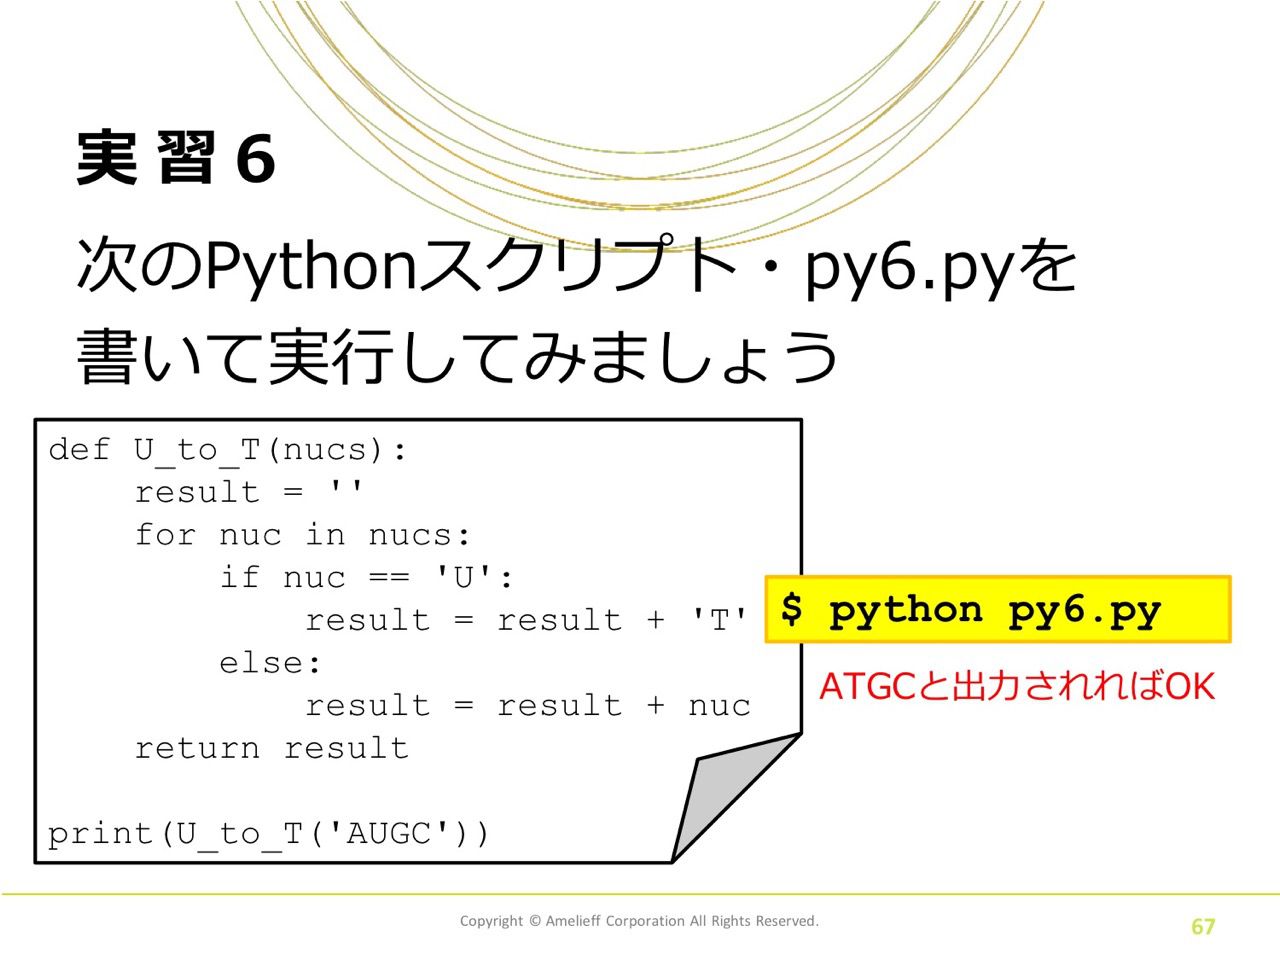 実習６
次のPythonスクリプト・py6.pyを
書いて実行してみましょう
def U_to_T(nucs):
    result = ''
    for nuc in nucs:
        if nuc == 'U':
            result = result + 'T'
        else:
            result = result + nuc
    return result

print(U_to_T('AUGC'))
$ python py6.py
ATGCと出力されればOK
Copyright © Amelieff Corporation All Rights Reserved.
67